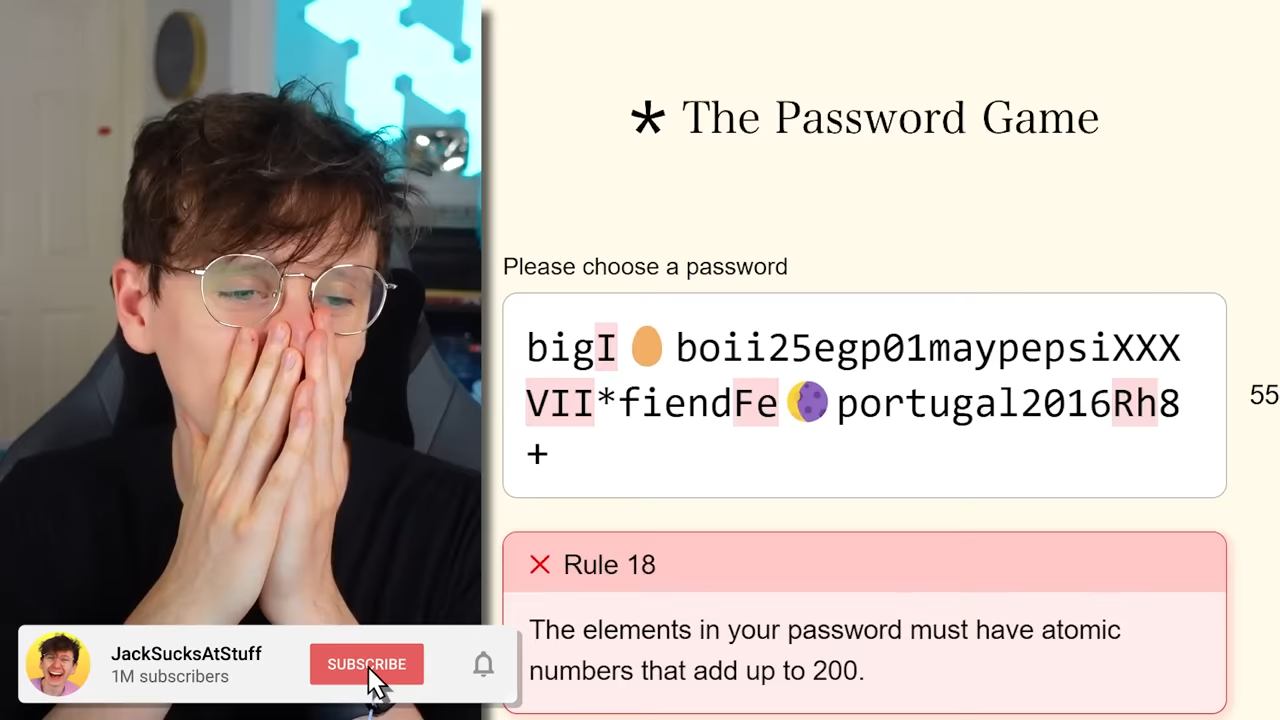 * The Password Game
Please choose a password
bigI🥚boii25egp01maypepsiXXX
VII*fiendFe🌖portugal2016Rh8
+
55
Rule 18
The elements in your password must have atomic
numbers that add up to 200.
JackSucksAtStuff
1M subscribers
SUBSCRIBE